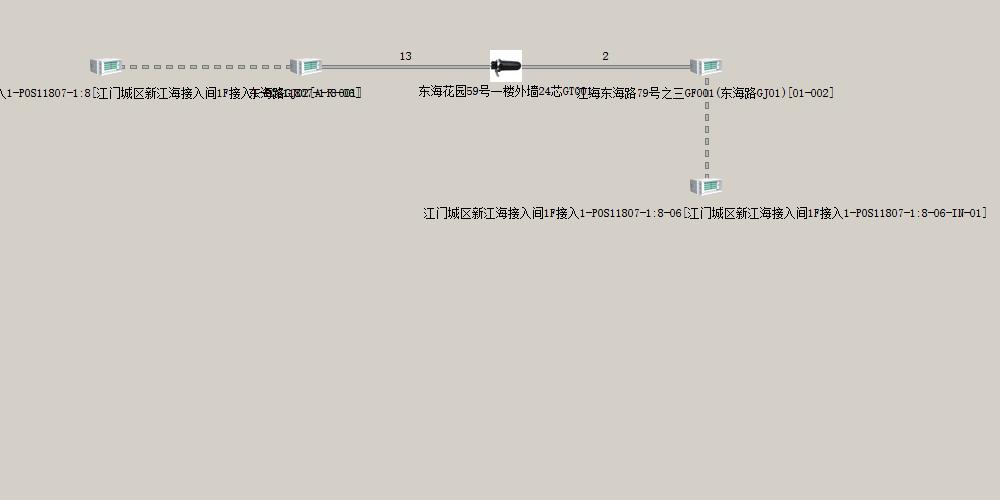 13
2
入1-POS11807-1:8[江门城区新江海接入间1F接入
东海花园59号一楼外墙24芯GT001
江海东海路79号之三GF001(东海路GJ01)[01-002]
江门城区新江海接入间1F接入1-POS11807-1:8-06[江门城区新江海接入间1F接入1-POS11807-1:8-06-IN-01]